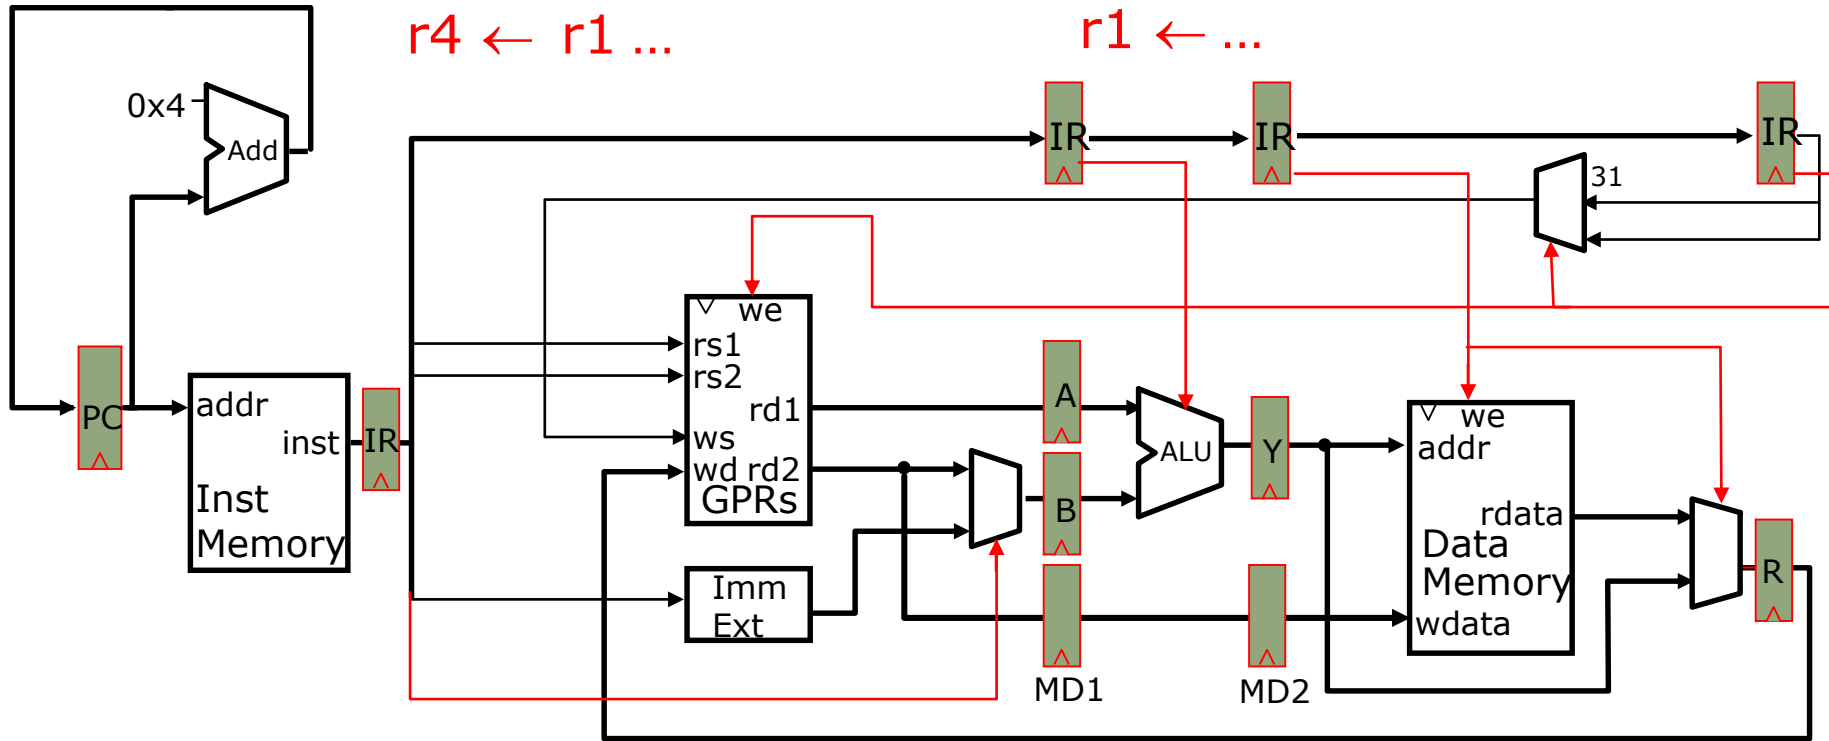 r4 ← r1 ...
r1 ← ...
0x4
Add
IR
IR
IR
31
we
rs1
rs2
rd1
ws
wd rd2
GPRs
PC
addr
inst
Inst
Memory
IR
A
B
ALU
Y
we
addr
rdata
Data
Memory
wdata
R
Imm
Ext
MD1
MD2